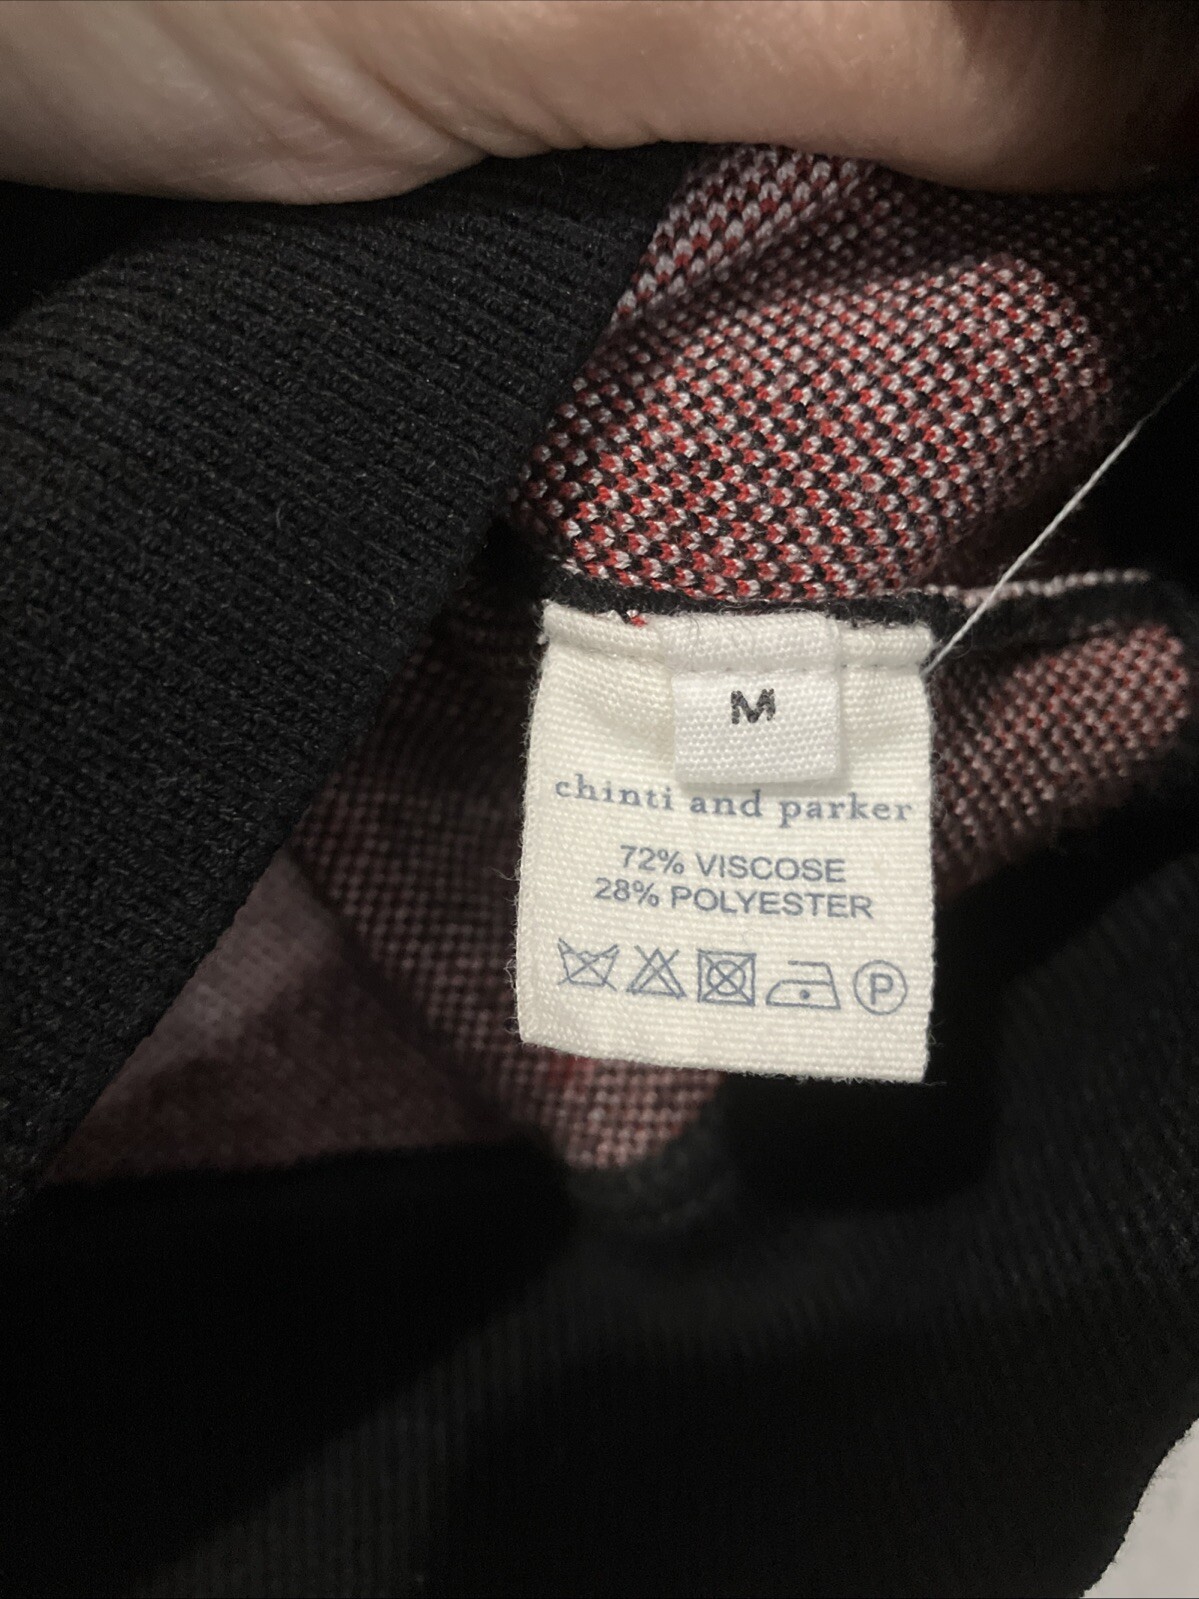 M
chinti and parker
72% VISCOSE
28% POLYESTER
P